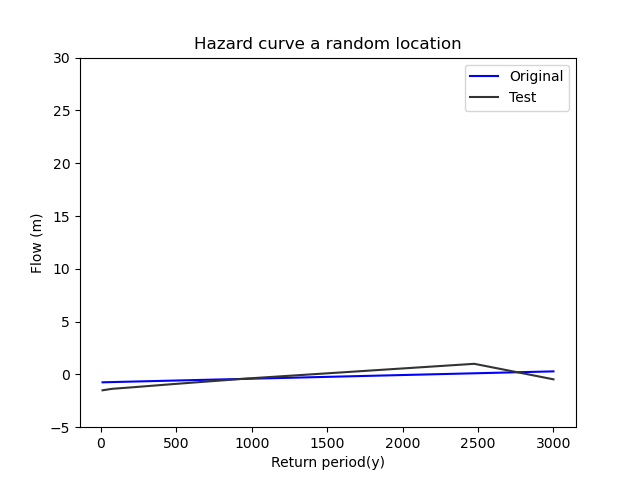 Hazard curve a random location
Original
Test
30
25
20
15
10
5
0
−5
Flow (m)
0 500 1000 1500 2000 2500 3000
Return period(y)